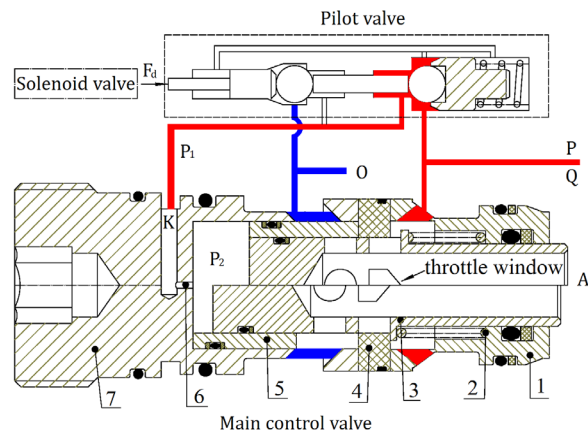 Pilot valve
Solenoid valve
Fd
P1
O
P
Q
K
P2
throttle window
A
7
6
5
4
3
2
1
Main control valve